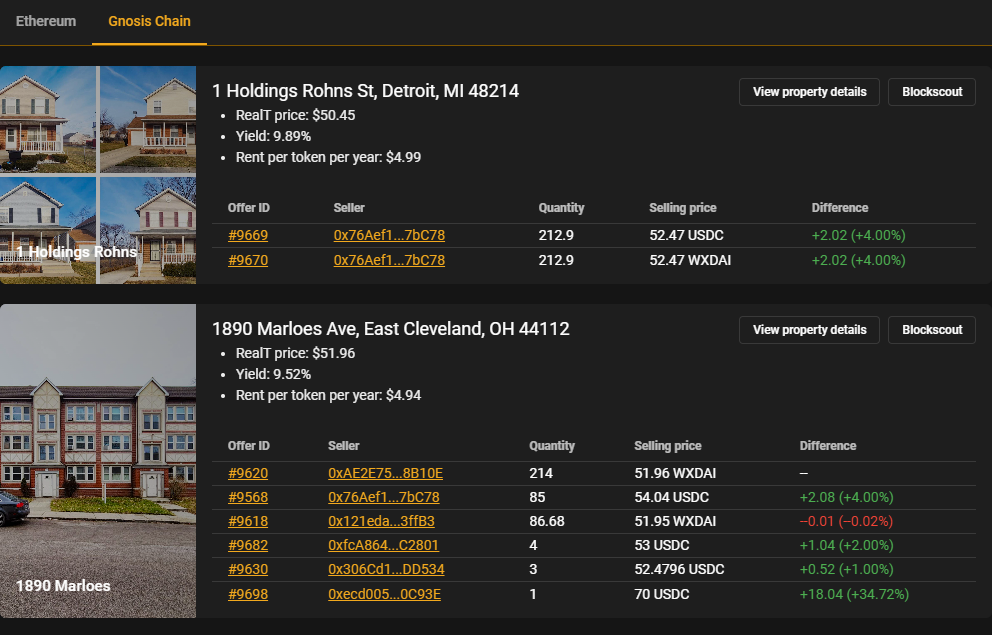 Ethereum Gnosis Chain
1 Holdings Rohns St, Detroit, MI 48214 View property details Blockscout
• RealT price: $50.45
• Yield: 9.89%
• Rent per token per year: $4.99
Offer ID Seller Quantity Selling price Difference
#9669 0x76Aef1...7bC78 212.9 52.47 USDC +2.02 (+4.00%)
#9670 0x76Aef1...7bC78 212.9 52.47 WXDAI +2.02 (+4.00%)
1 Holdings Rohns
1890 Marloes Ave, East Cleveland, OH 44112 View property details Blockscout
• RealT price: $51.96
• Yield: 9.52%
• Rent per token per year: $4.94
Offer ID Seller Quantity Selling price Difference
#9620 0xAE2E75...8B10E 214 51.96 WXDAI –
#9568 0x76Aef1...7bC78 85 54.04 USDC +2.08 (+4.00%)
#9618 0x121eda...3ffB3 86.68 51.95 WXDAI –0.01 (–0.02%)
#9682 0xfcA864...C2801 4 53 USDC +1.04 (+2.00%)
#9630 0x306Cd1...DD534 3 52.4796 USDC +0.52 (+1.00%)
#9698 0xecd005...0C93E 1 70 USDC +18.04 (+34.72%)
1890 Marloes